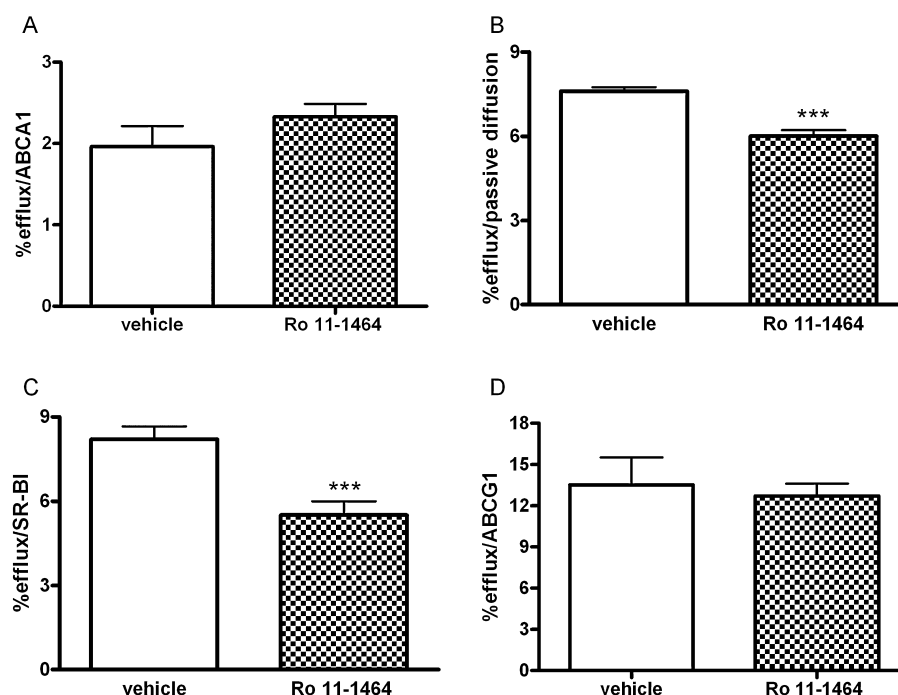 A
%efflux/ABCA1
3
2
1
0
vehicle
Ro 11-1464
B
%efflux/passive diffusion
9
6
3
0
***
vehicle
Ro 11-1464
C
%efflux/SR-BI
9
6
3
0
***
vehicle
Ro 11-1464
D
%efflux/ABCG1
18
15
12
9
6
3
0
vehicle
Ro 11-1464